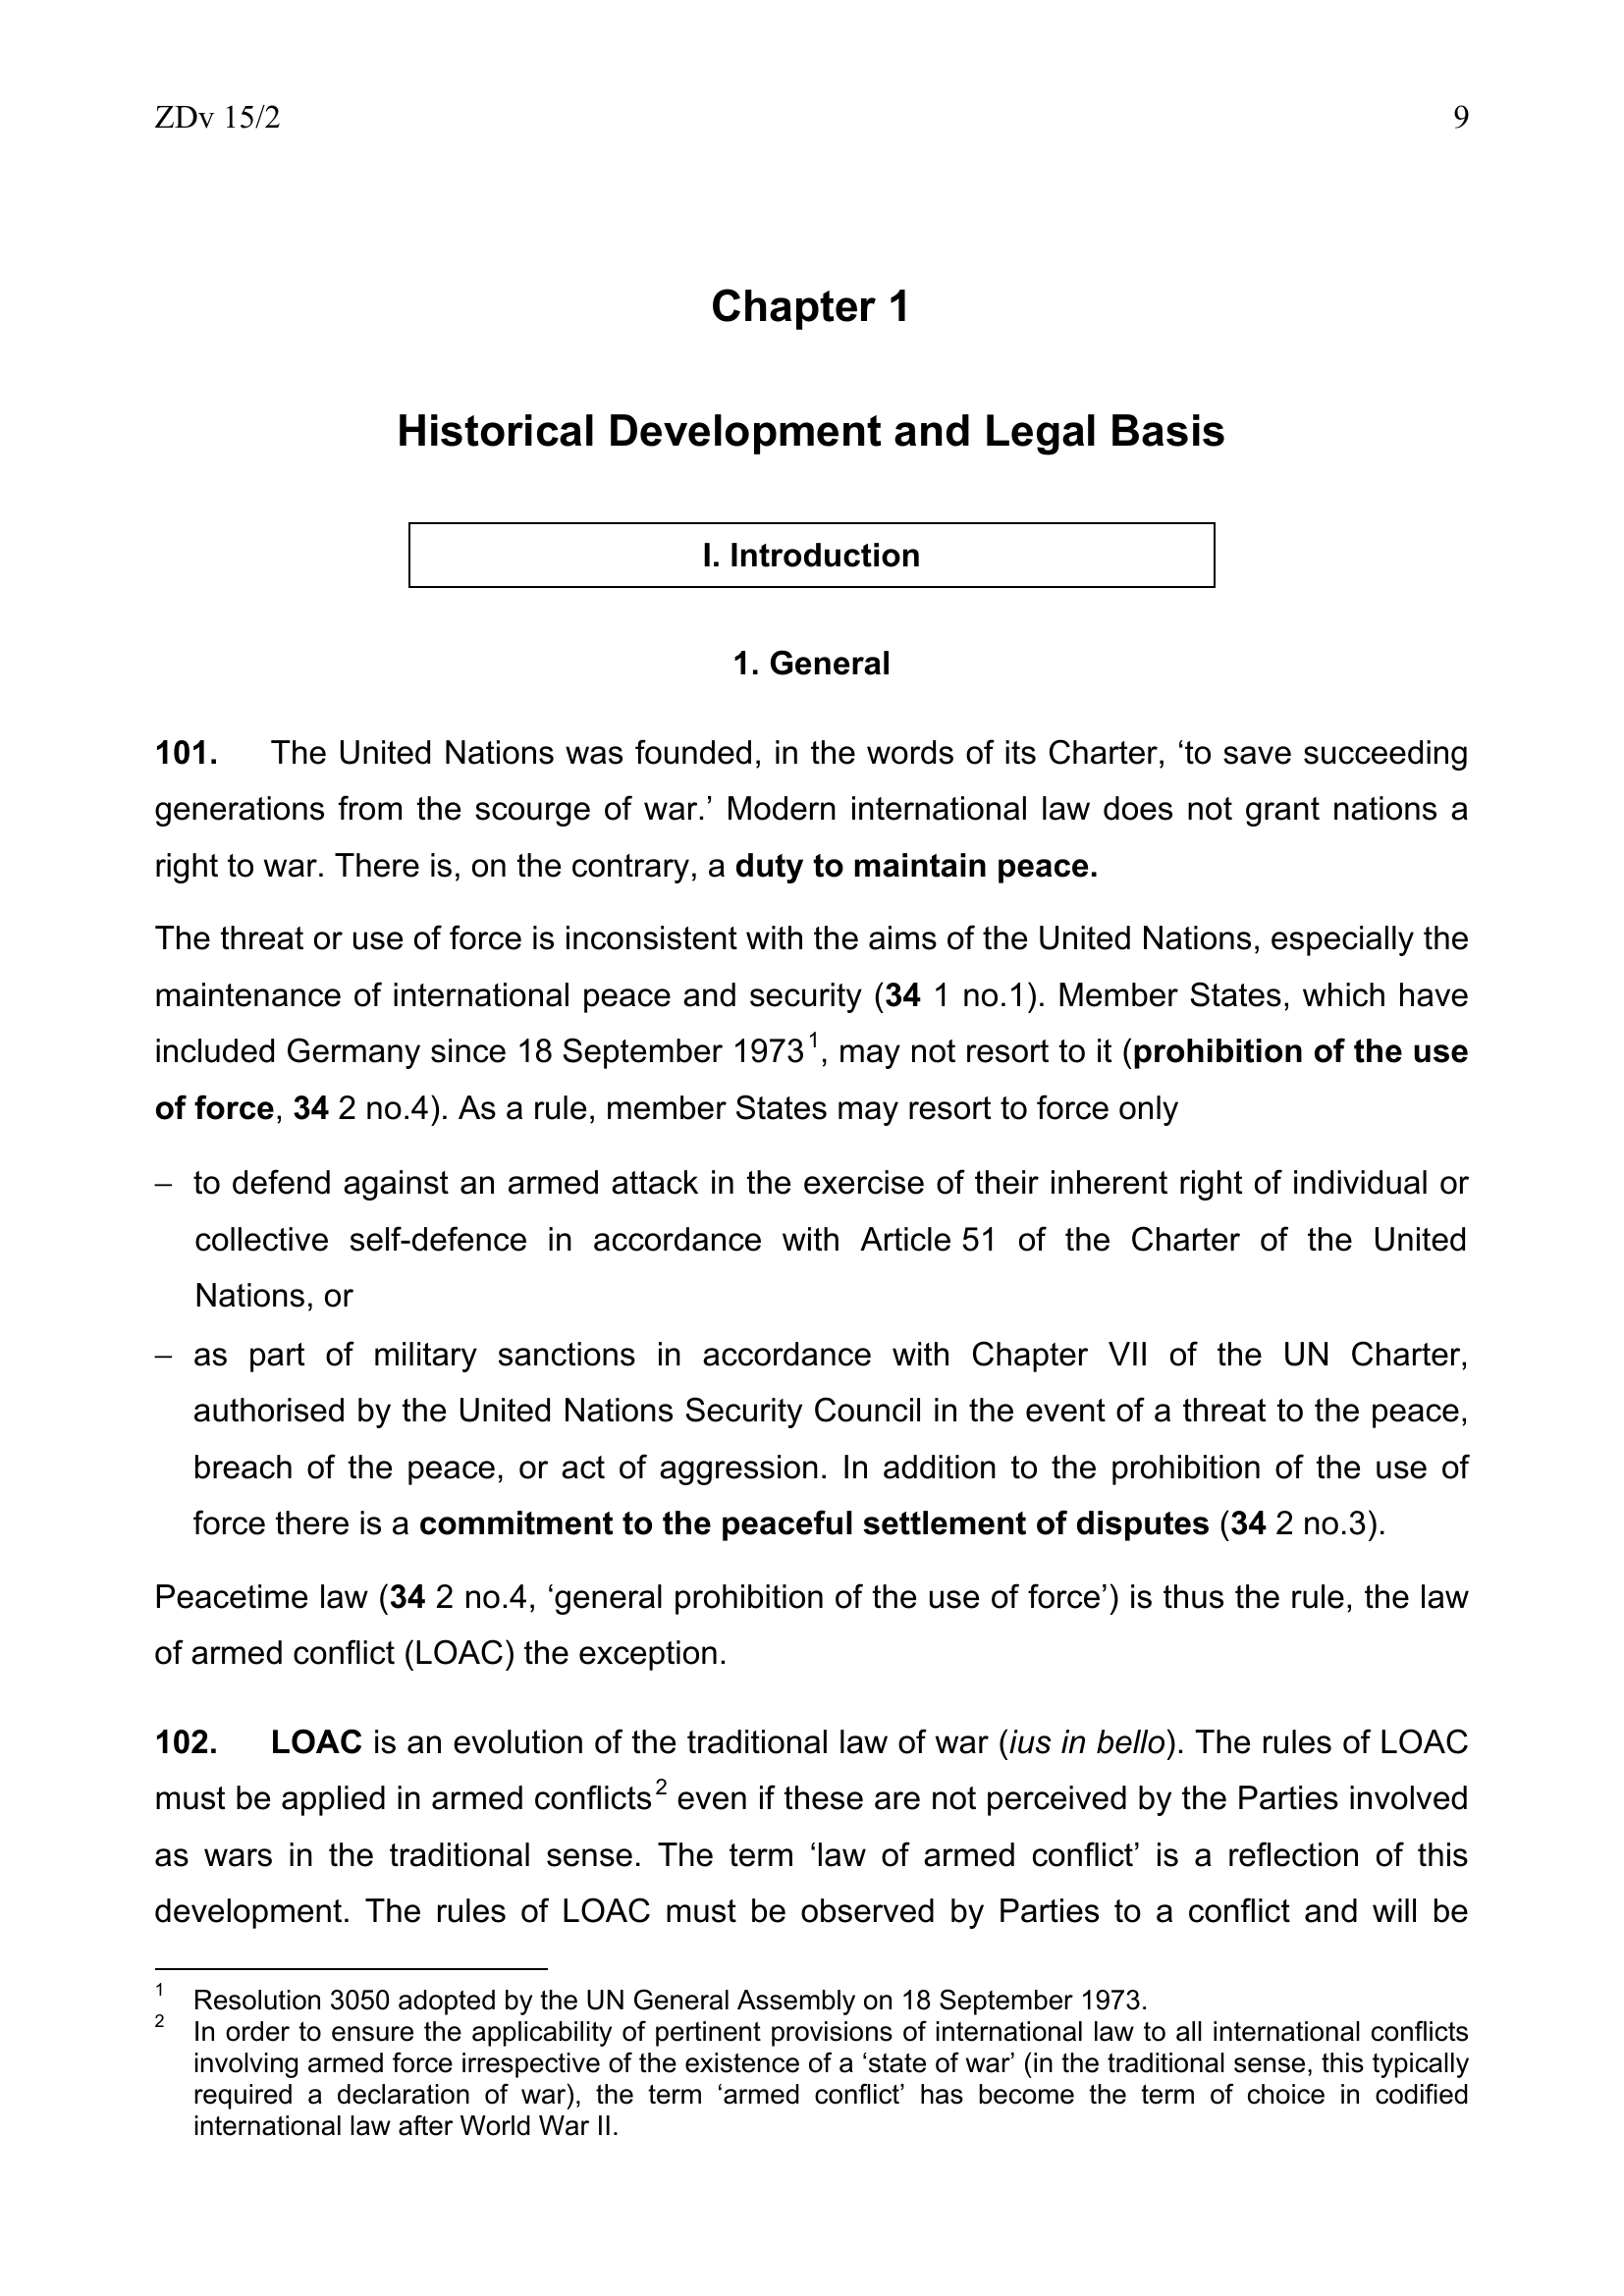 ZDv 15/2 9
Chapter 1
Historical Development and Legal Basis
I. Introduction
1. General
101. The United Nations was founded, in the words of its Charter, ‘to save succeeding
generations from the scourge of war.’ Modern international law does not grant nations a
right to war. There is, on the contrary, a duty to maintain peace.
The threat or use of force is inconsistent with the aims of the United Nations, especially the
maintenance of international peace and security (34 1 no.1). Member States, which have
included Germany since 18 September 1973¹, may not resort to it (prohibition of the use
of force, 34 2 no.4). As a rule, member States may resort to force only
– to defend against an armed attack in the exercise of their inherent right of individual or
collective self-defence in accordance with Article 51 of the Charter of the United
Nations, or
– as part of military sanctions in accordance with Chapter VII of the UN Charter,
authorised by the United Nations Security Council in the event of a threat to the peace,
breach of the peace, or act of aggression. In addition to the prohibition of the use of
force there is a commitment to the peaceful settlement of disputes (34 2 no.3).
Peacetime law (34 2 no.4, ‘general prohibition of the use of force’) is thus the rule, the law
of armed conflict (LOAC) the exception.
102. LOAC is an evolution of the traditional law of war (ius in bello). The rules of LOAC
must be applied in armed conflicts² even if these are not perceived by the Parties involved
as wars in the traditional sense. The term ‘law of armed conflict’ is a reflection of this
development. The rules of LOAC must be observed by Parties to a conflict and will be
¹ Resolution 3050 adopted by the UN General Assembly on 18 September 1973.
² In order to ensure the applicability of pertinent provisions of international law to all international conflicts
involving armed force irrespective of the existence of a ‘state of war’ (in the traditional sense, this typically
required a declaration of war), the term ‘armed conflict’ has become the term of choice in codified
international law after World War II.